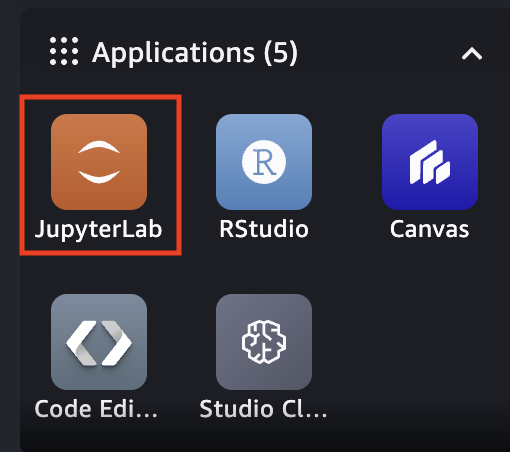 Applications (5)
JupyterLab
R
RStudio
Canvas
Code Edi...
Studio Cl...